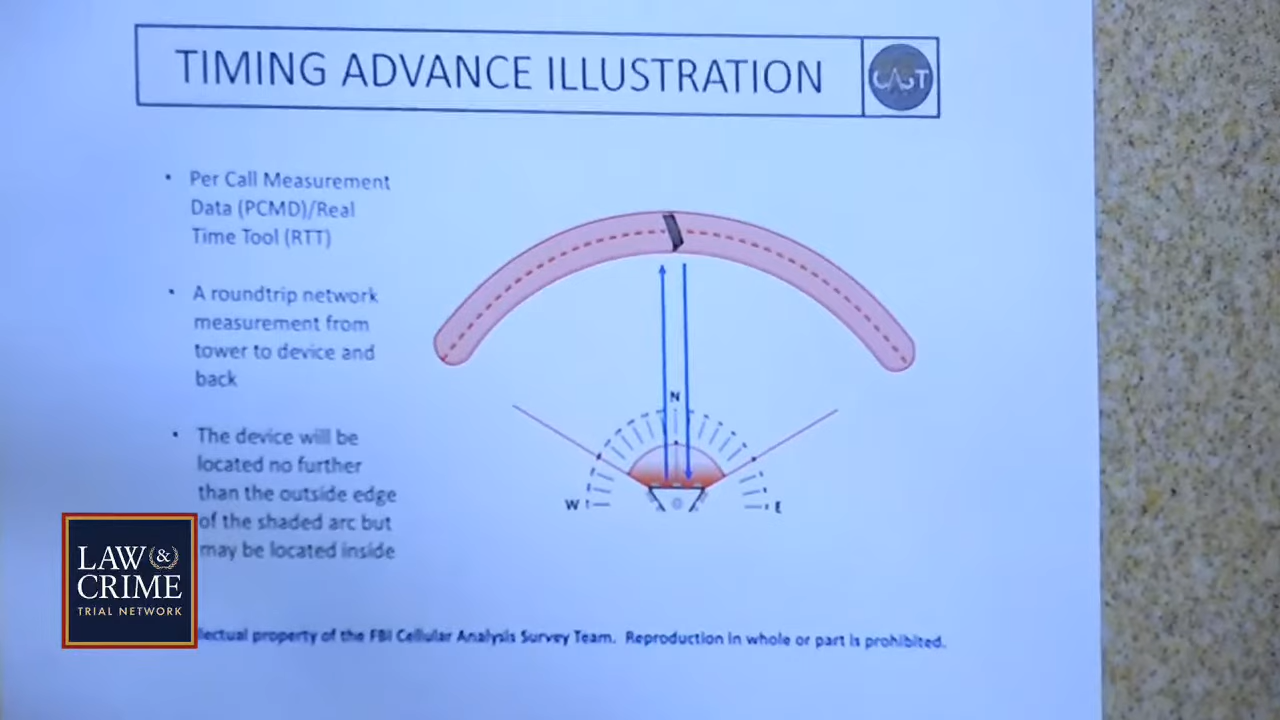 TIMING ADVANCE ILLUSTRATION
CAST
• Per Call Measurement
Data (PCMD)/Real
Time Tool (RTT)
• A roundtrip network
measurement from
tower to device and
back
• The device will be
located no further
than the outside edge
of the shaded arc but
may be located inside
N
W
E
LAW &
CRIME
TRIAL NETWORK
property of the FBI Cellular Analysis Survey Team. Reproduction in whole or part is prohibited.